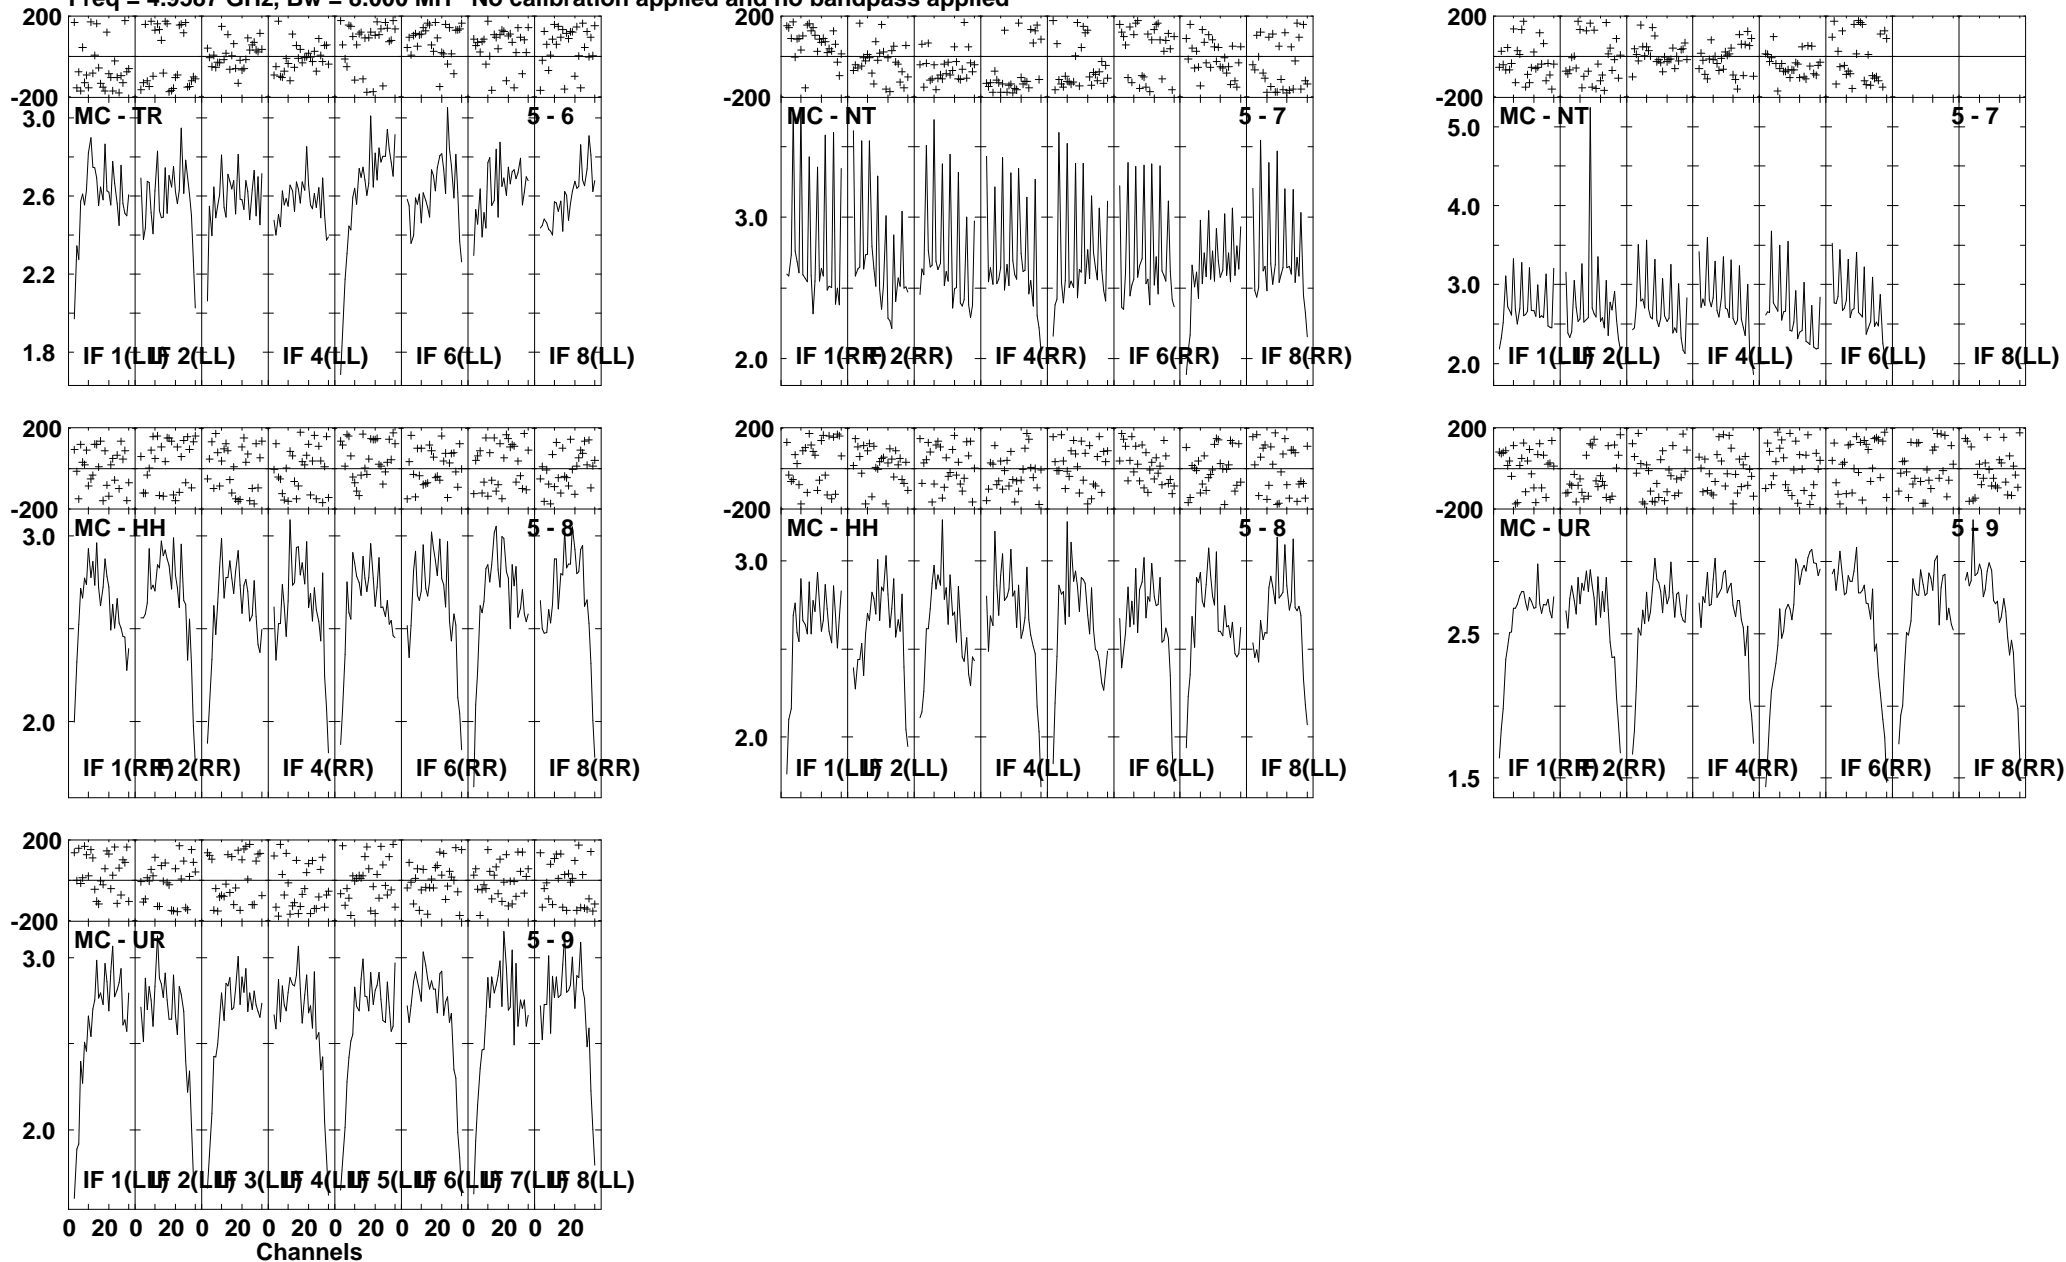 Freq = 4.9587 GHz, Bw = 8.000 MH No calibration applied and no bandpass applied
200
-200
MC - TR 5 - 6
3.0
2.6
2.2
1.8
IF 1(LL) IF 2(LL) IF 4(LL) IF 6(LL) IF 8(LL)
200
-200
MC - NT 5 - 7
3.0
2.0
IF 1(RR) IF 2(RR) IF 4(RR) IF 6(RR) IF 8(RR)
200
-200
MC - NT 5 - 7
5.0
4.0
3.0
2.0
IF 1(LL) IF 2(LL) IF 4(LL) IF 6(LL) IF 8(LL)
200
-200
MC - HH 5 - 8
3.0
2.0
IF 1(RR) IF 2(RR) IF 4(RR) IF 6(RR) IF 8(RR)
200
-200
MC - HH 5 - 8
3.0
2.0
IF 1(LL) IF 2(LL) IF 4(LL) IF 6(LL) IF 8(LL)
200
-200
MC - UR 5 - 9
2.5
1.5
IF 1(RR) IF 2(RR) IF 4(RR) IF 6(RR) IF 8(RR)
200
-200
MC - UR 5 - 9
3.0
2.0
IF 1(LL) IF 2(LL) IF 3(LL) IF 4(LL) IF 5(LL) IF 6(LL) IF 7(LL) IF 8(LL)
0 20 0 20 0 20 0 20 0 20 0 20 0 20 0 20
Channels